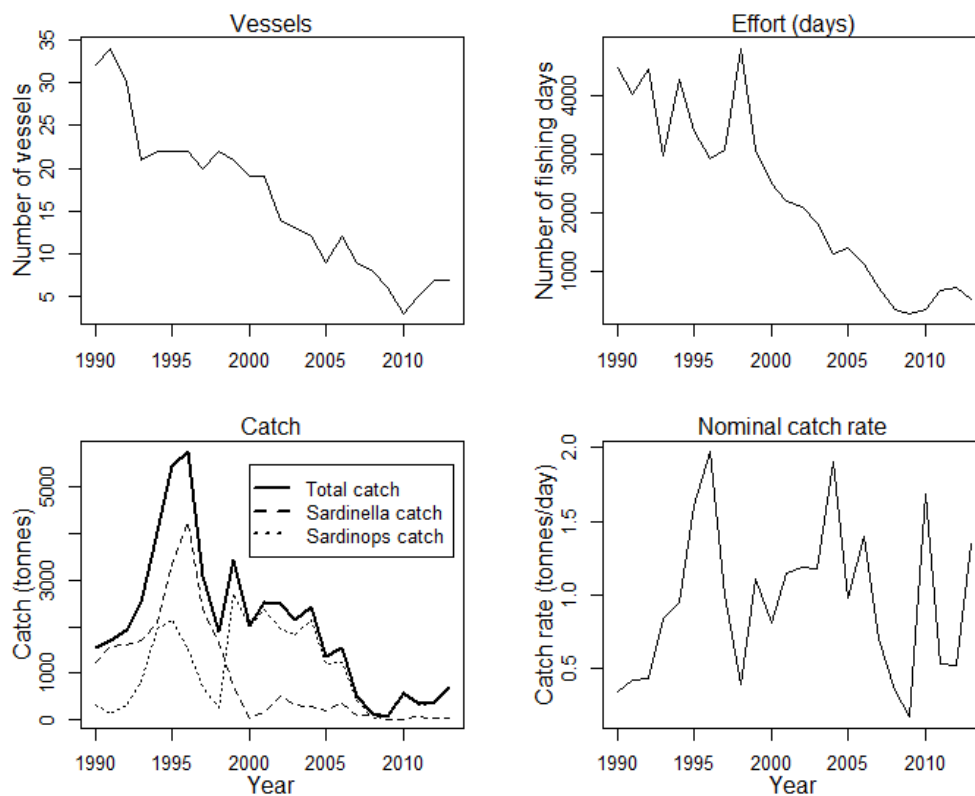 Vessels
Number of vessels
35
30
25
20
15
10
5
1990 1995 2000 2005 2010
Effort (days)
Number of fishing days
4000
3000
2000
1000
1990 1995 2000 2005 2010
Catch
Catch (tonnes)
5000
3000
1000
0
Total catch
Sardinella catch
Sardinops catch
1990 1995 2000 2005 2010
Year
Nominal catch rate
Catch rate (tonnes/day)
2.0
1.5
1.0
0.5
1990 1995 2000 2005 2010
Year